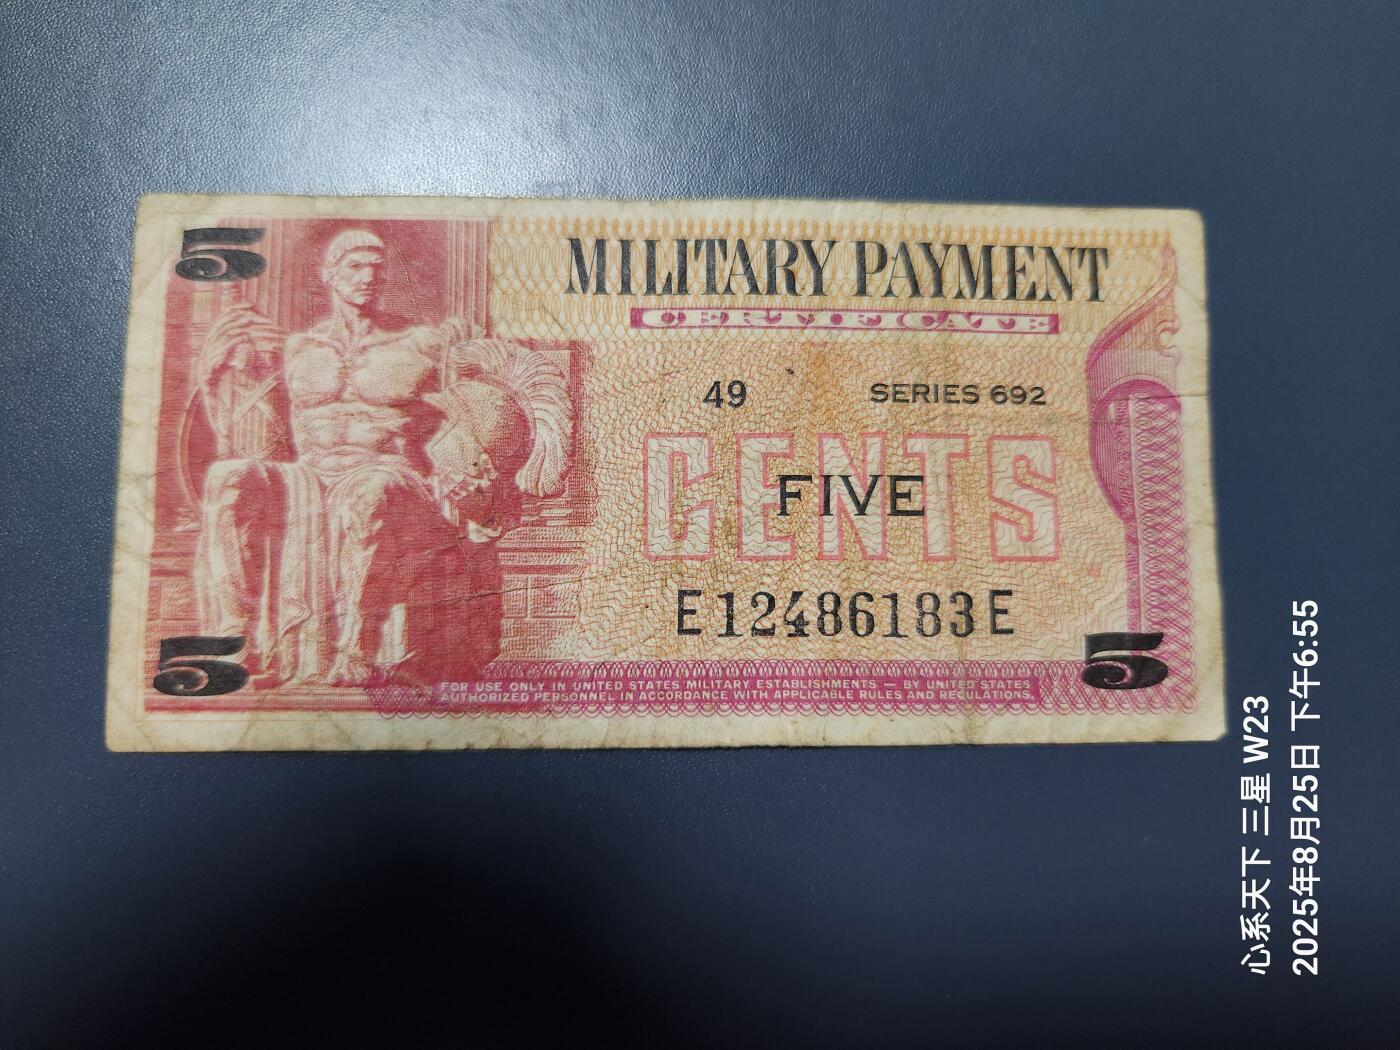 5
MILITARY PAYMENT
CERTIFICATE
49 SERIES 692
CENTS
FIVE
E12486183E
5
5
FOR USE ONLY IN UNITED STATES MILITARY ESTABLISHMENTS — BY UNITED STATES
AUTHORIZED PERSONNEL IN ACCORDANCE WITH APPLICABLE RULES AND REGULATIONS.
心系天下 三星 W23
2025年8月25日 下午6:55